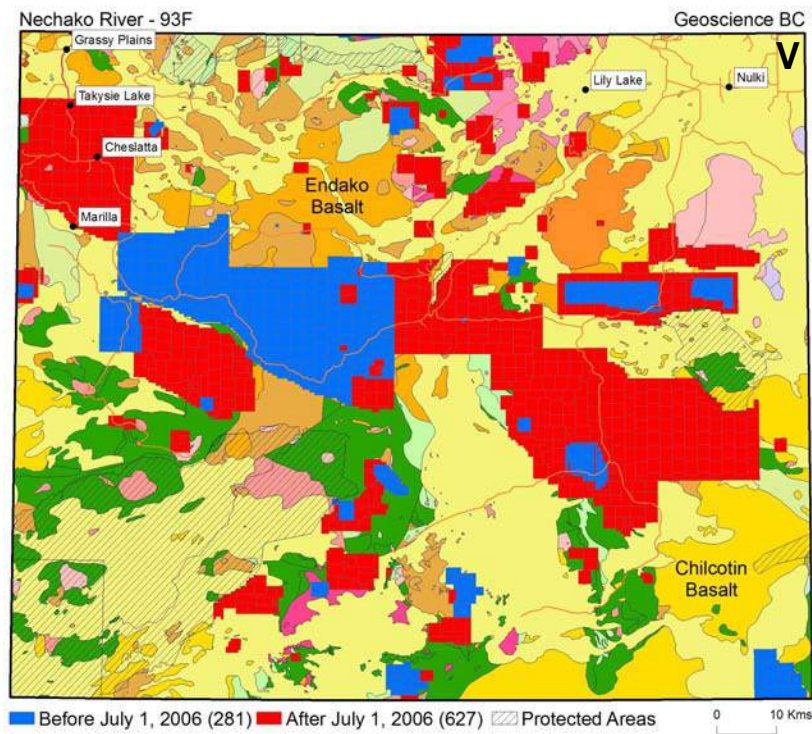 Nechako River - 93F Geoscience BC
V
Grassy Plains
Lily Lake
Nulki
Takysie Lake
Cheslatta
Endako
Basalt
Marilla
Chilcotin
Basalt
Before July 1, 2006 (281) After July 1, 2006 (627) Protected Areas 0 10 Kms